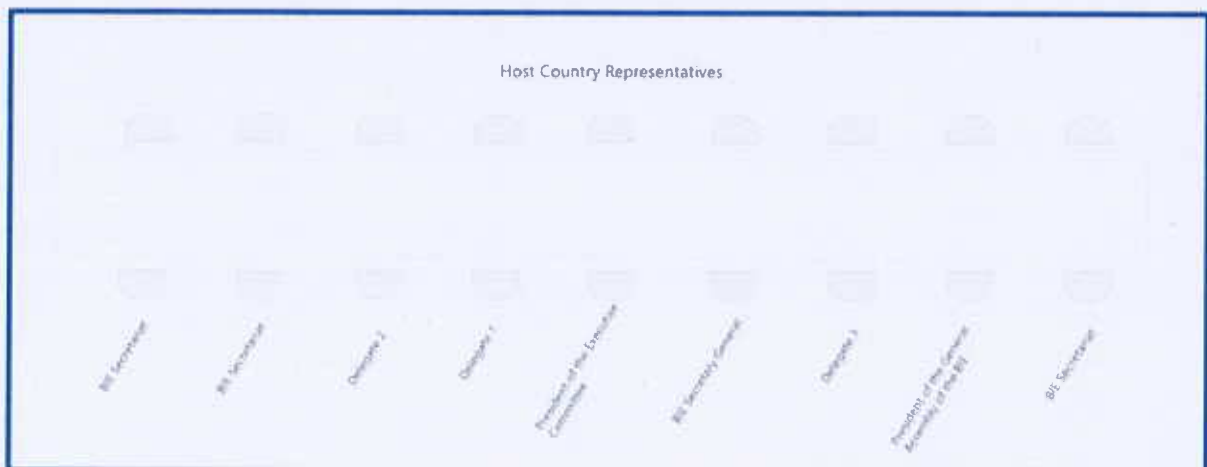 Host Country Representatives
BIE Secretariat
BIE Secretariat
Delegate 2
Delegate 1
President of the Executive
Committee
BIE Secretary General
Delegate 3
President of the General
Assembly of the BIE
BIE Secretariat